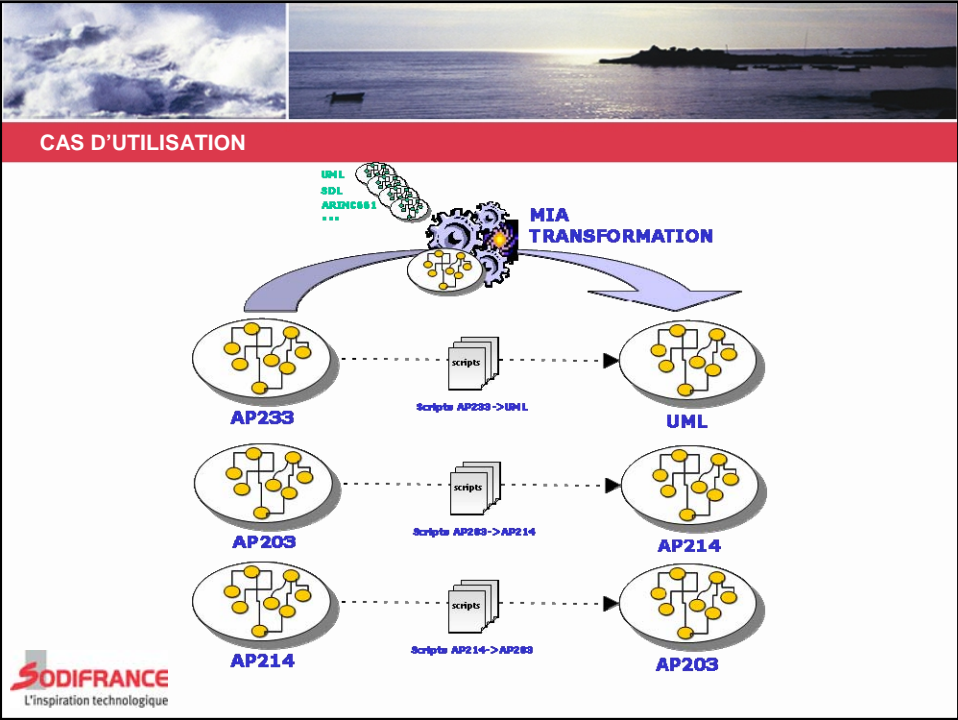 CAS D'UTILISATION
UML
SDL
ARINC661
...
MIA
TRANSFORMATION
scripts
Scripts AP233->UML
AP233
UML
scripts
Scripts AP203->AP214
AP203
AP214
scripts
Scripts AP214->AP203
AP214
AP203
SODIFRANCE
L'inspiration technologique